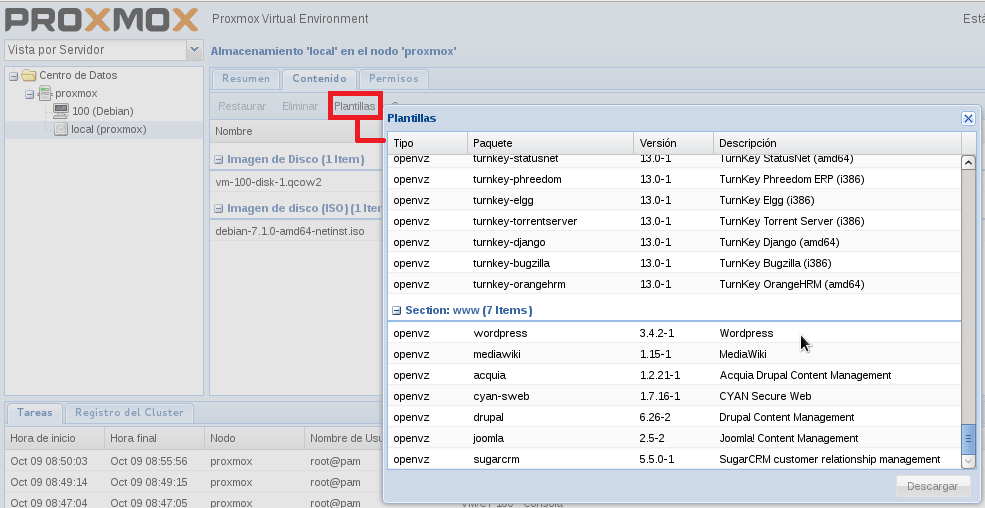 PROXMOX Proxmox Virtual Environment Está
Vista por Servidor
Almacenamiento 'local' en el nodo 'proxmox'
Centro de Datos
proxmox
100 (Debian)
local (proxmox)
Resumen Contenido Permisos
Restaurar Eliminar Plantillas
Nombre
Imagen de Disco (1 Item)
vm-100-disk-1.qcow2
Imagen de disco (ISO) (1 Iter
debian-7.1.0-amd64-netinst.iso
Plantillas
Tipo Paquete Versión Descripción
openvz turnkey-statusnet 13.0-1 TurnKey StatusNet (amd64)
openvz turnkey-phreedom 13.0-1 TurnKey Phreedom ERP (i386)
openvz turnkey-elgg 13.0-1 TurnKey Elgg (i386)
openvz turnkey-torrentserver 13.0-1 TurnKey Torrent Server (i386)
openvz turnkey-django 13.0-1 TurnKey Django (amd64)
openvz turnkey-bugzilla 13.0-1 TurnKey Bugzilla (i386)
openvz turnkey-orangehrm 13.0-1 TurnKey OrangeHRM (amd64)
Section: www (7 Items)
openvz wordpress 3.4.2-1 Wordpress
openvz mediawiki 1.15-1 MediaWiki
openvz acquia 1.2.21-1 Acquia Drupal Content Management
openvz cyan-sweb 1.7.16-1 CYAN Secure Web
openvz drupal 6.26-2 Drupal Content Management
openvz joomla 2.5-2 Joomla! Content Management
openvz sugarcrm 5.5.0-1 SugarCRM customer relationship management
Descargar
Tareas Registro del Cluster
Hora de inicio Hora final Nodo Nombre de Usu
Oct 09 08:50:03 Oct 09 08:55:56 proxmox root@pam
Oct 09 08:49:14 Oct 09 08:49:15 proxmox root@pam
Oct 09 08:47:04 Oct 09 08:47:05 proxmox root@pam